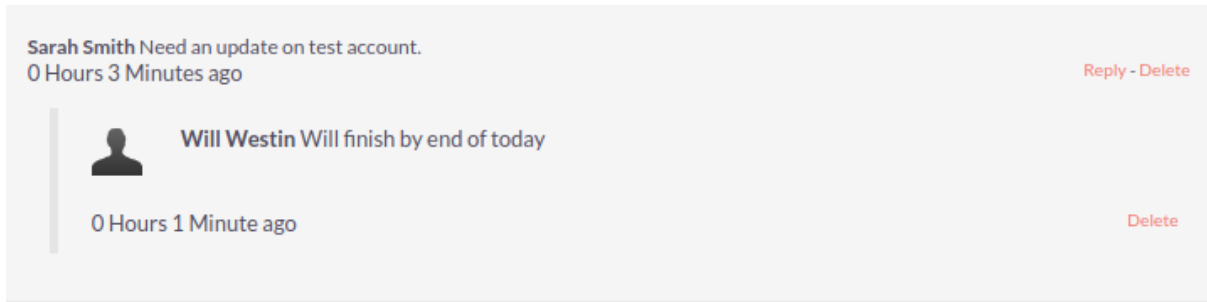 Sarah Smith Need an update on test account.
0 Hours 3 Minutes ago
Reply - Delete
Will Westin Will finish by end of today
0 Hours 1 Minute ago
Delete